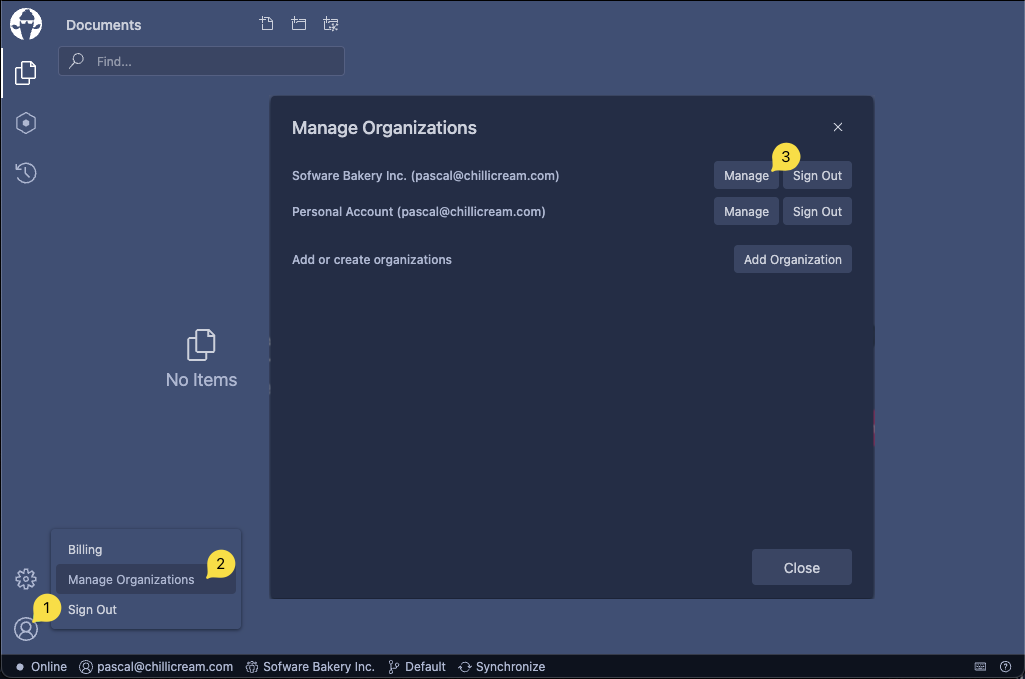 Documents
Find...
Manage Organizations
3
Sofware Bakery Inc. (pascal@chillicream.com)
Manage
Sign Out
Personal Account (pascal@chillicream.com)
Manage
Sign Out
Add or create organizations
Add Organization
No Items
Billing
2
Manage Organizations
1
Sign Out
Close
Online
pascal@chillicream.com
Sofware Bakery Inc.
Default
Synchronize